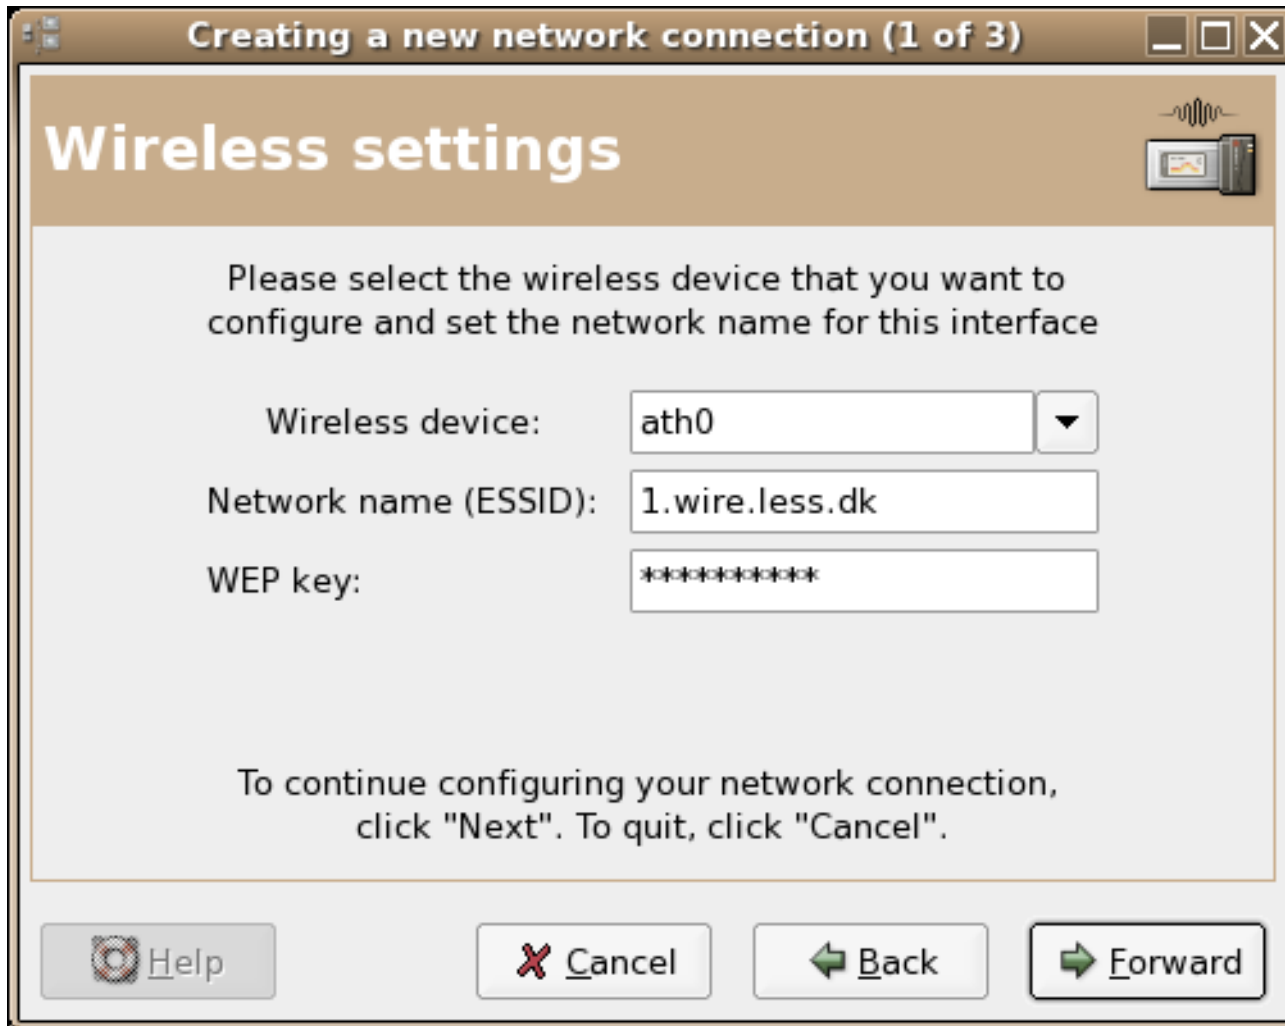 Creating a new network connection (1 of 3)
Wireless settings
Please select the wireless device that you want to
configure and set the network name for this interface
Wireless device: ath0
Network name (ESSID): 1.wire.less.dk
WEP key: **********
To continue configuring your network connection,
click "Next". To quit, click "Cancel".
Help Cancel Back Forward